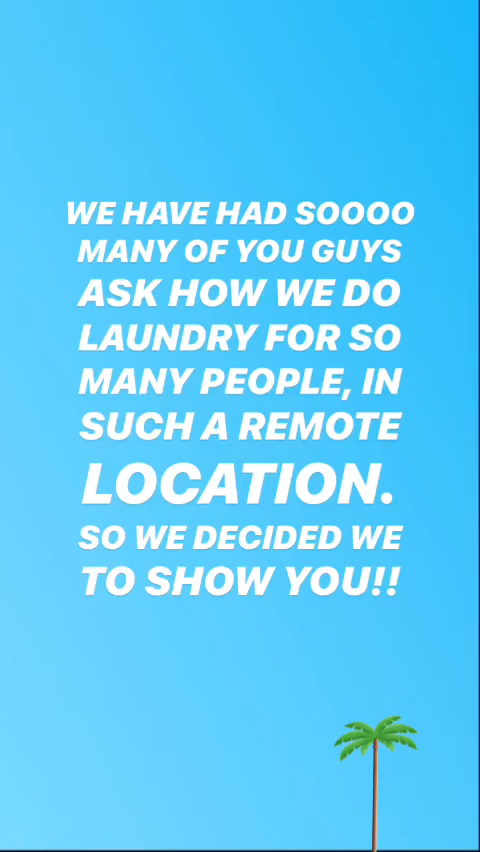 WE HAVE HAD SOOOO
MANY OF YOU GUYS
ASK HOW WE DO
LAUNDRY FOR SO
MANY PEOPLE, IN
SUCH A REMOTE
LOCATION.
SO WE DECIDED WE
TO SHOW YOU!!